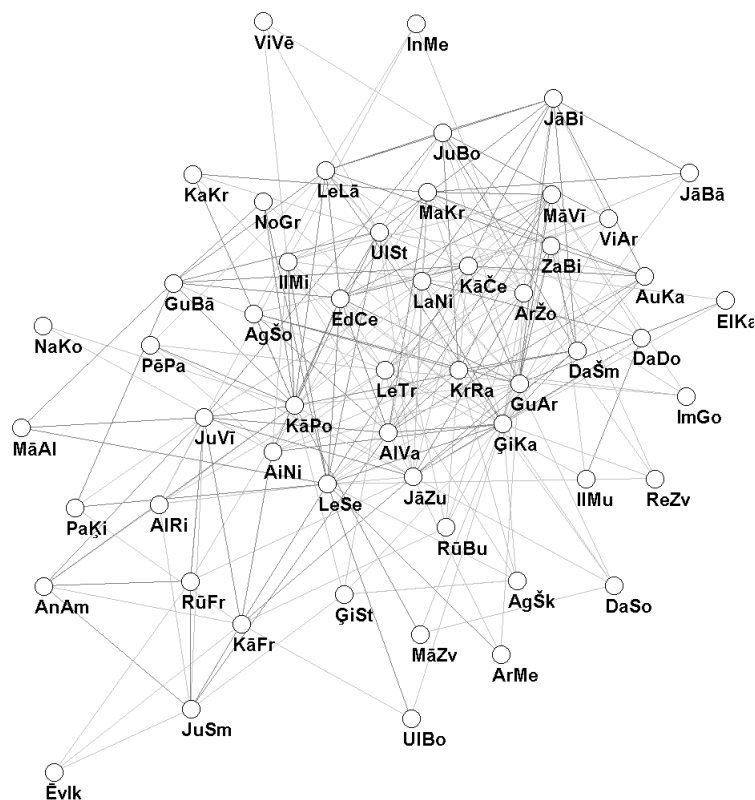 ViVē
InMe
JāBi
JuBo
KaKr
LeLā
JāBā
NoGr
MaKr
MāVī
ViAr
UlSt
ZaBi
IlMi
KāČe
GuBā
LaNi
AuKa
EdCe
ArŽo
ElKa
AgŠo
NaKo
PēPa
DaDo
DaŠm
LeTr
KrRa
GuAr
ImGo
KāPo
JuVī
MāAl
AlVa
ĢiKa
AiNi
LeSe
JāZu
IlMu
ReZv
PaĶi
AlRi
RūBu
AnAm
RūFr
ĢiSt
AgŠk
DaSo
KāFr
MāZv
ArMe
JuSm
UlBo
ĒvIk